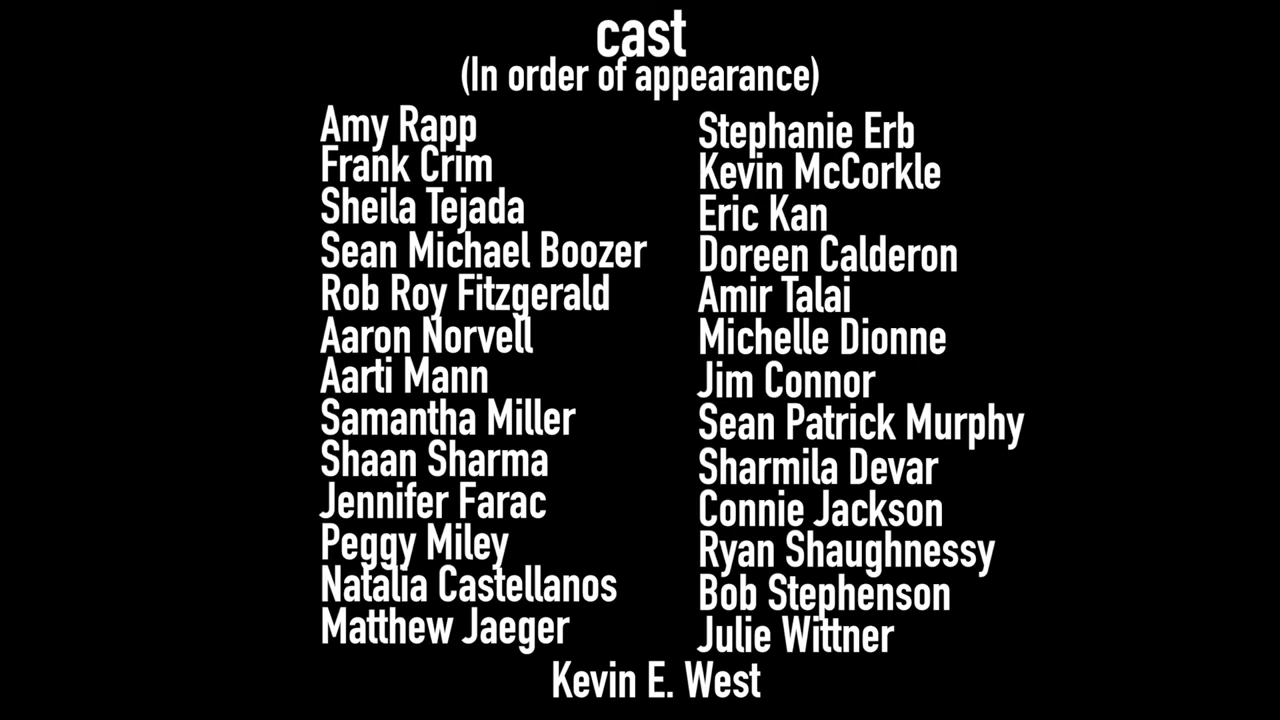 cast
(In order of appearance)
Amy Rapp
Frank Crim
Sheila Tejada
Sean Michael Boozer
Rob Roy Fitzgerald
Aaron Norvell
Aarti Mann
Samantha Miller
Shaan Sharma
Jennifer Farac
Peggy Miley
Natalia Castellanos
Matthew Jaeger
Stephanie Erb
Kevin McCorkle
Eric Kan
Doreen Calderon
Amir Talai
Michelle Dionne
Jim Connor
Sean Patrick Murphy
Sharmila Devar
Connie Jackson
Ryan Shaughnessy
Bob Stephenson
Julie Wittner
Kevin E. West